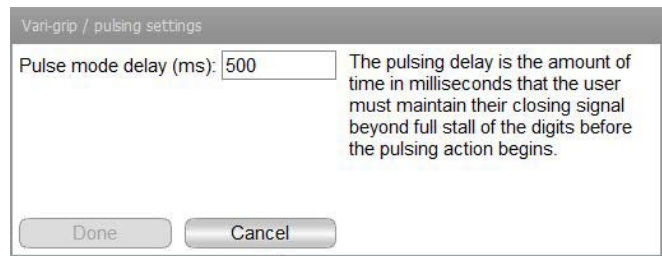 Vari-grip / pulsing settings
Pulse mode delay (ms): 500
The pulsing delay is the amount of
time in milliseconds that the user
must maintain their closing signal
beyond full stall of the digits before
the pulsing action begins.
Done
Cancel